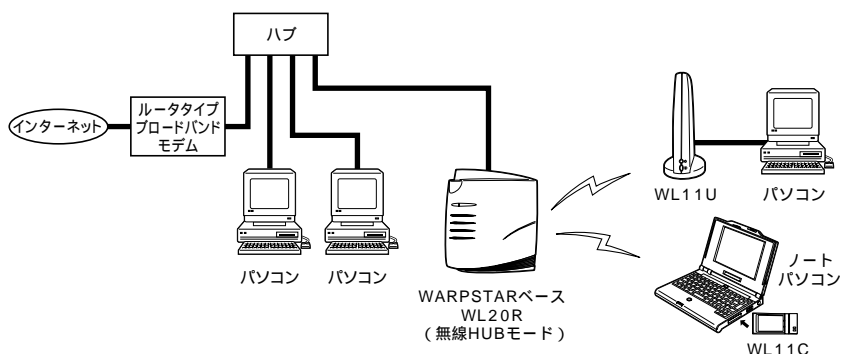 ハブ
インターネット
ルータタイプ
ブロードバンド
モデム
パソコン
パソコン
WARPSTARベース
WL20R
(無線HUBモード)
WL11U
パソコン
ノート
パソコン
WL11C